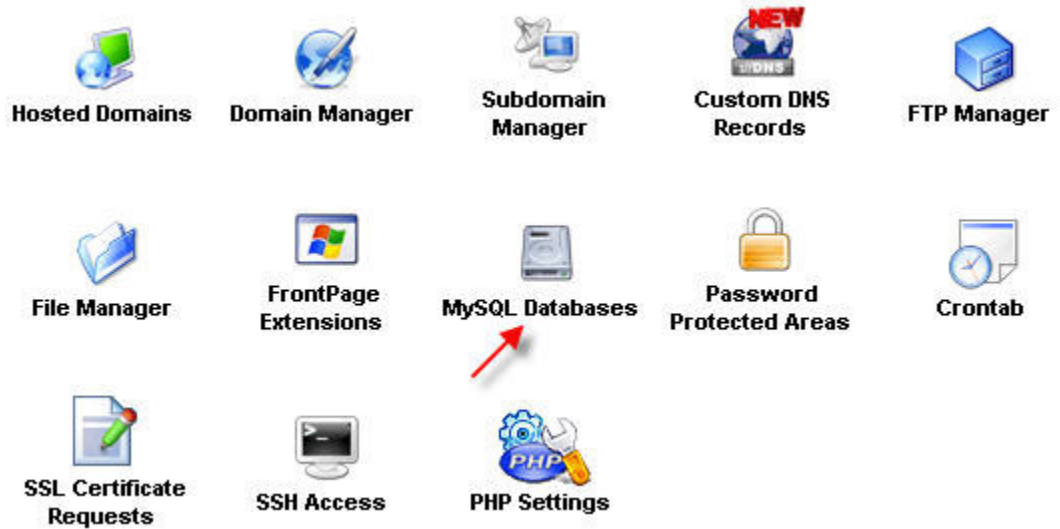 NEW
DNS
Hosted Domains
Domain Manager
Subdomain
Manager
Custom DNS
Records
FTP Manager
File Manager
FrontPage
Extensions
MySQL Databases
Password
Protected Areas
Crontab
SSL Certificate
Requests
>_
SSH Access
PHP
PHP Settings